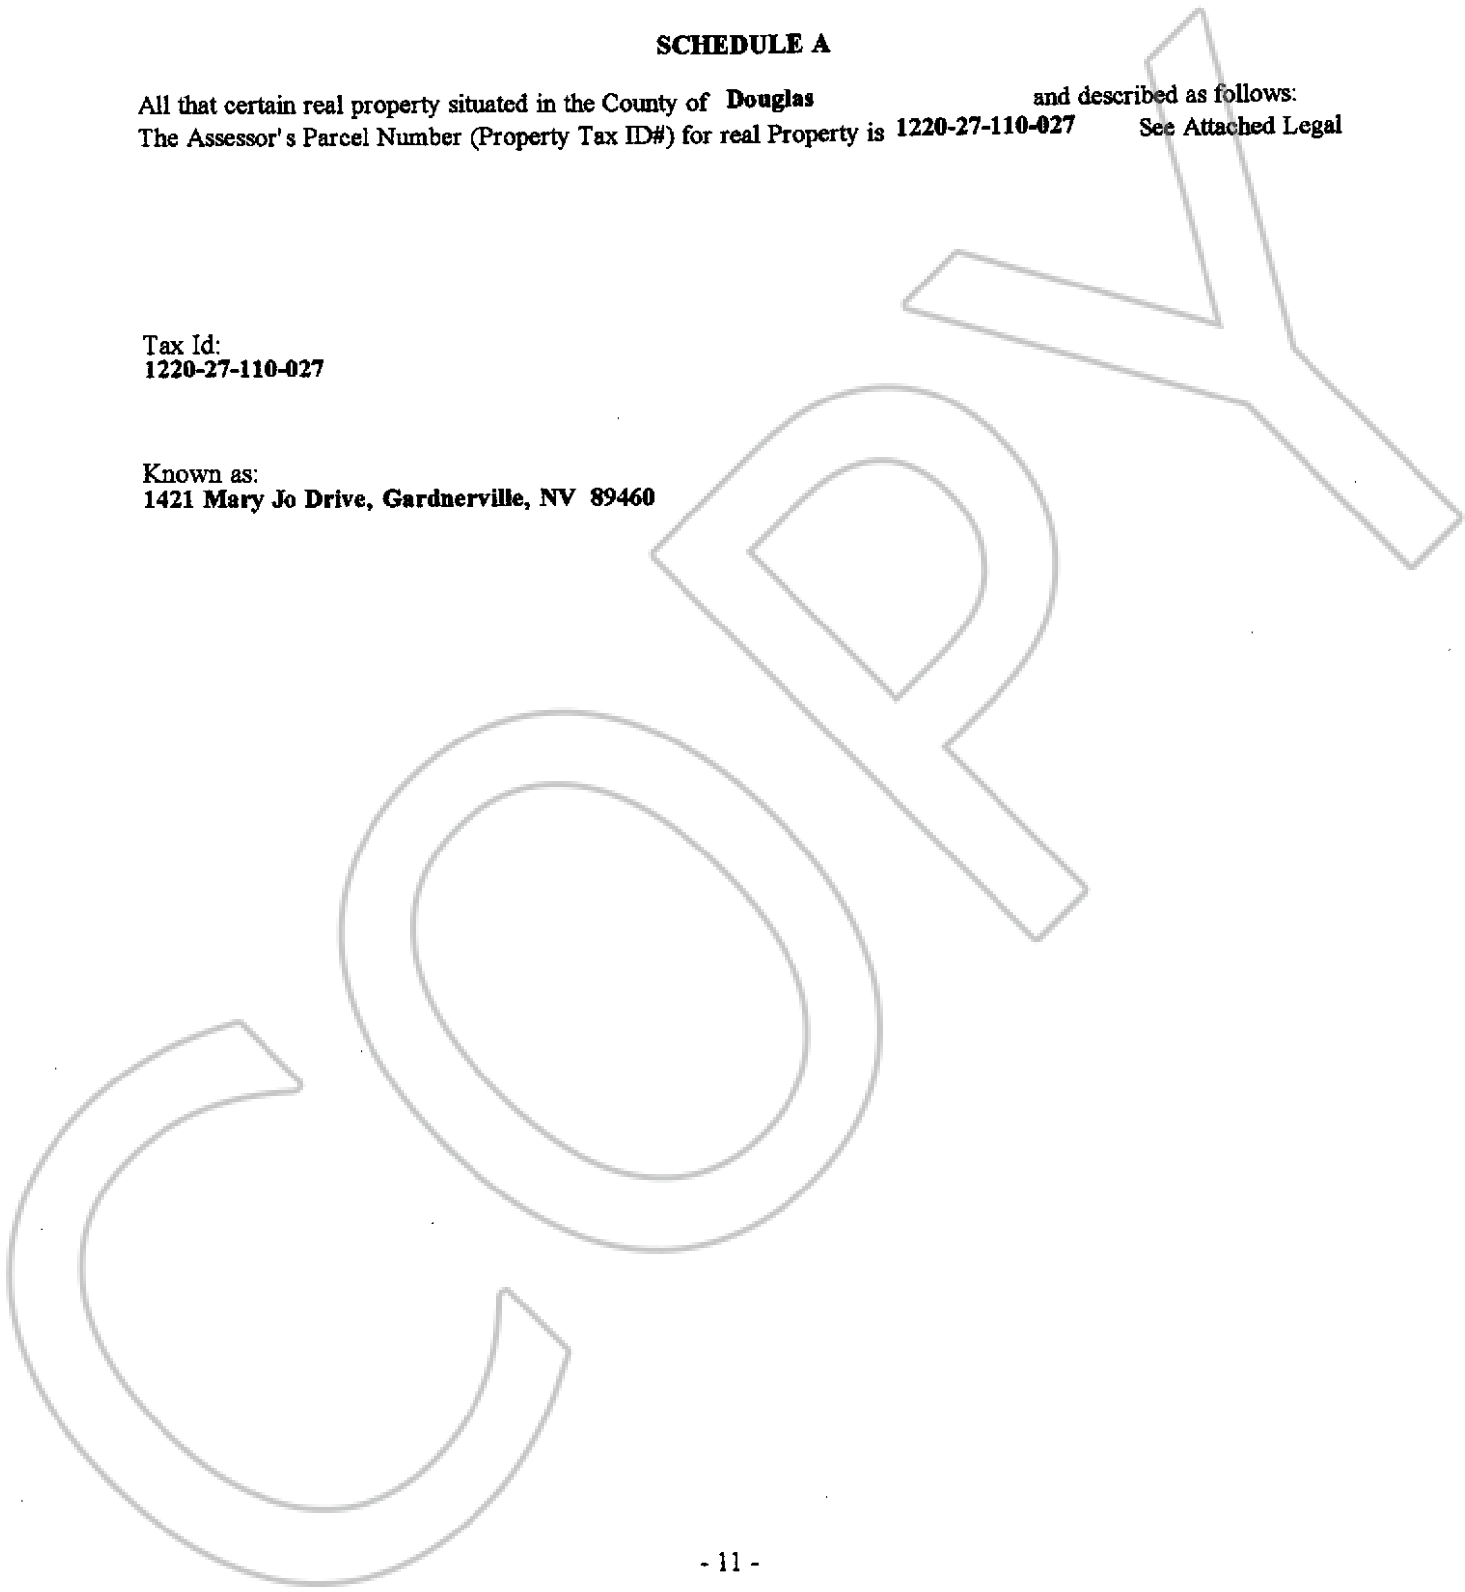 SCHEDULE A
All that certain real property situated in the County of Douglas and described as follows:
The Assessor's Parcel Number (Property Tax ID#) for real Property is 1220-27-110-027 See Attached Legal
Tax Id:
1220-27-110-027
Known as:
1421 Mary Jo Drive, Gardnerville, NV 89460
COPY
- 11 -